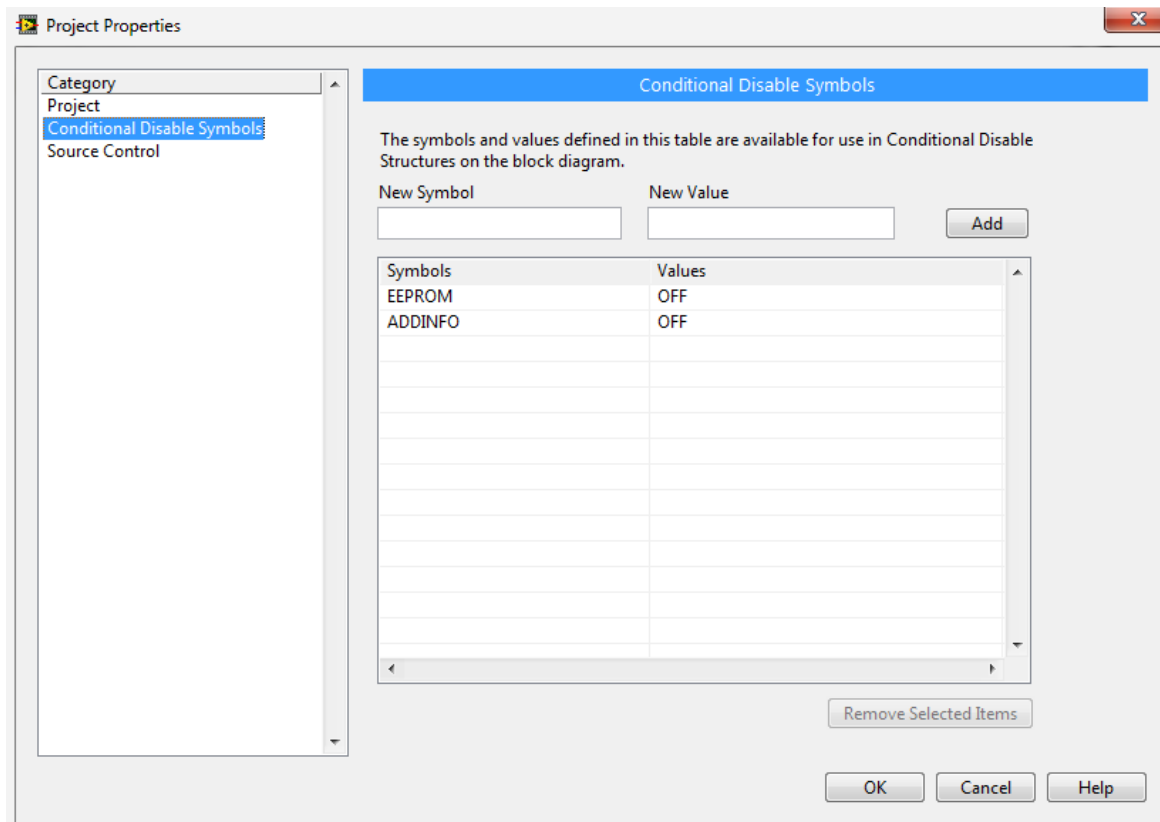 Project Properties
Category
Project
Conditional Disable Symbols
Source Control
Conditional Disable Symbols
The symbols and values defined in this table are available for use in Conditional Disable
Structures on the block diagram.
New Symbol New Value
Add
Symbols Values
EEPROM OFF
ADDINFO OFF
Remove Selected Items
OK Cancel Help